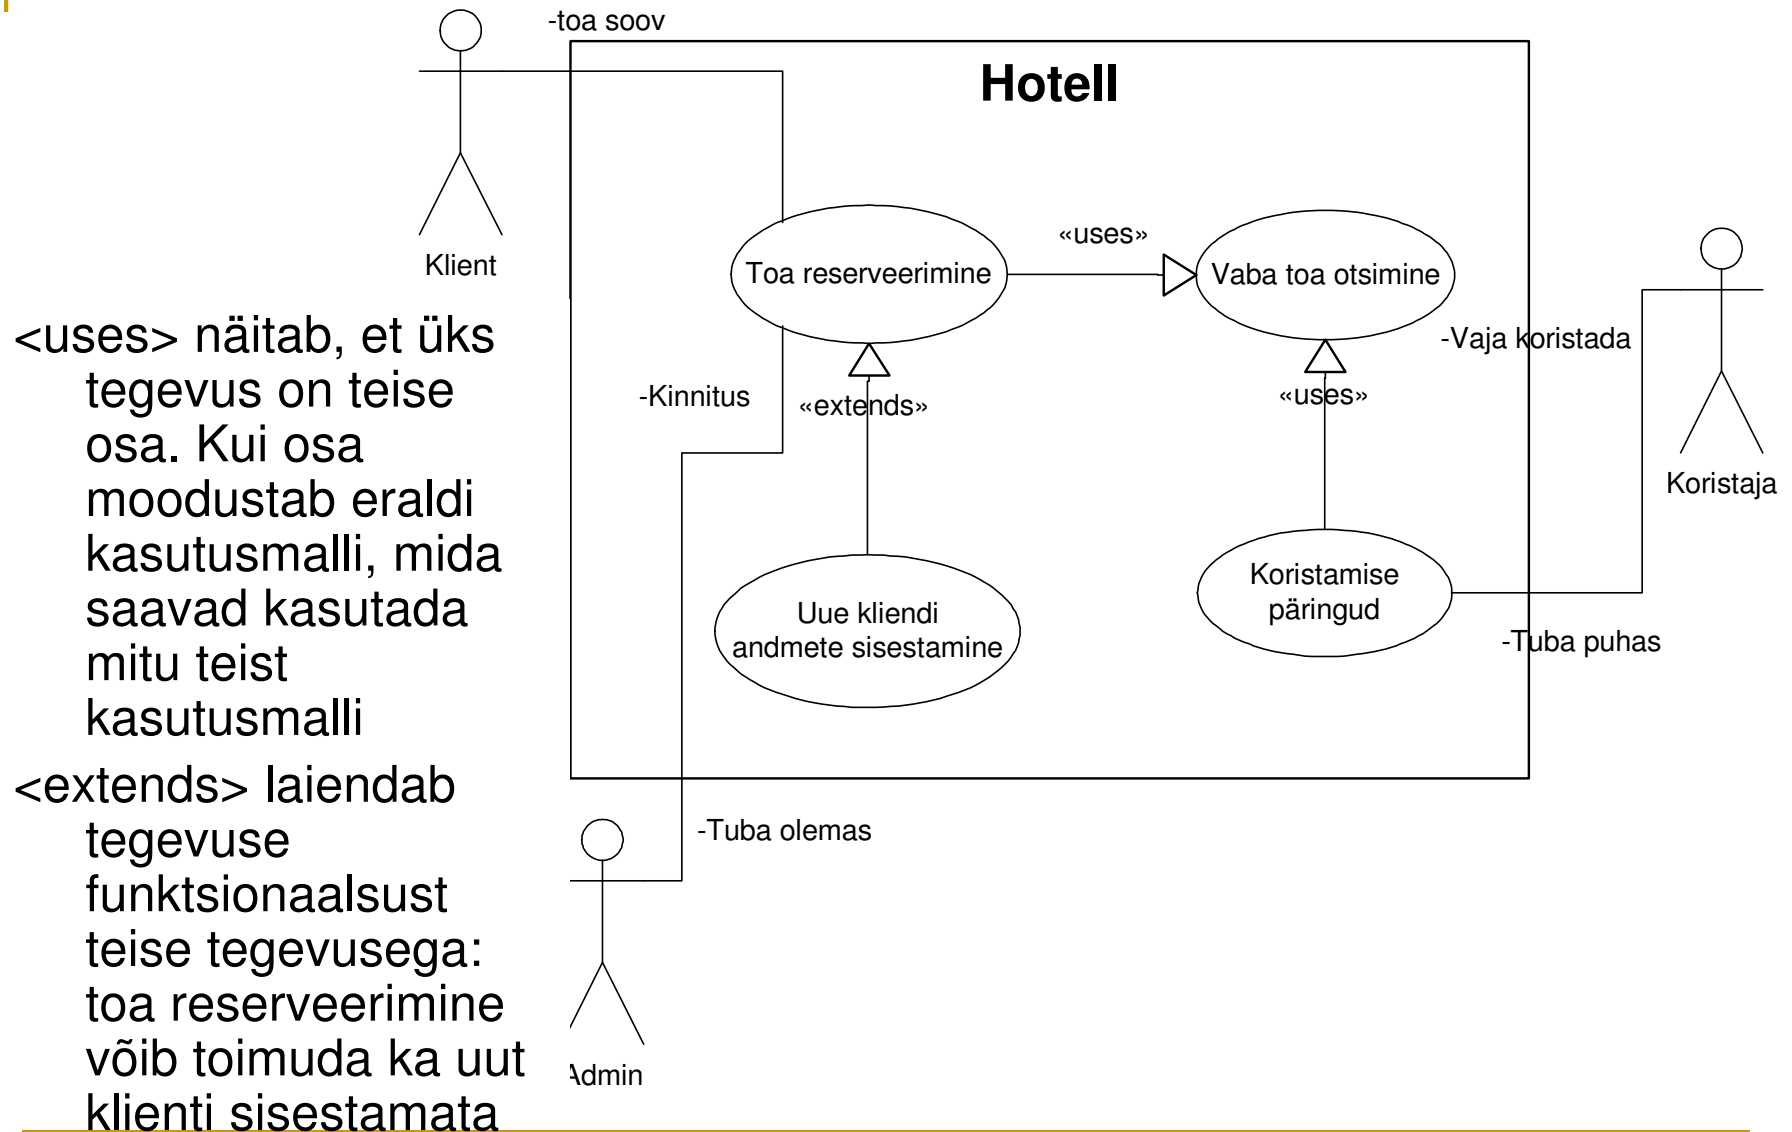 -toa soov
Hotell
Klient
«uses»
Toa reserveerimine
Vaba toa otsimine
-Vaja koristada
-Kinnitus
«extends»
«uses»
Koristaja
Koristamise
päringud
Uue kliendi
andmete sisestamine
-Tuba puhas
-Tuba olemas
Admin
<uses> näitab, et üks
tegevus on teise
osa. Kui osa
moodustab eraldi
kasutusmalli, mida
saavad kasutada
mitu teist
kasutusmalli
<extends> laiendab
tegevuse
funktsionaalsust
teise tegevusega:
toa reserveerimine
võib toimuda ka uut
klienti sisestamata